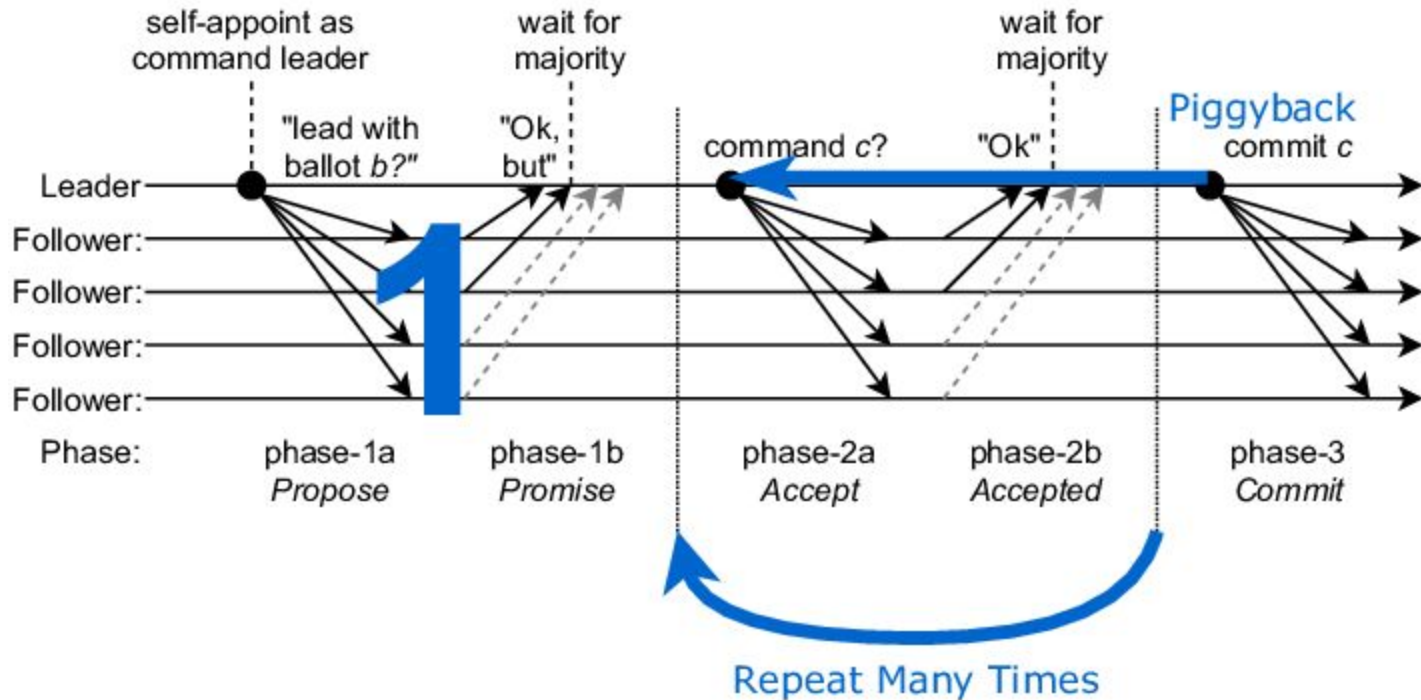 self-appoint as
command leader
wait for
majority
wait for
majority
"lead with
ballot b?"
"Ok,
but"
command c?
"Ok"
Piggyback
commit c
Leader
Follower:
Follower:
Follower:
Follower:
1
Phase:
phase-1a
Propose
phase-1b
Promise
phase-2a
Accept
phase-2b
Accepted
phase-3
Commit
Repeat Many Times